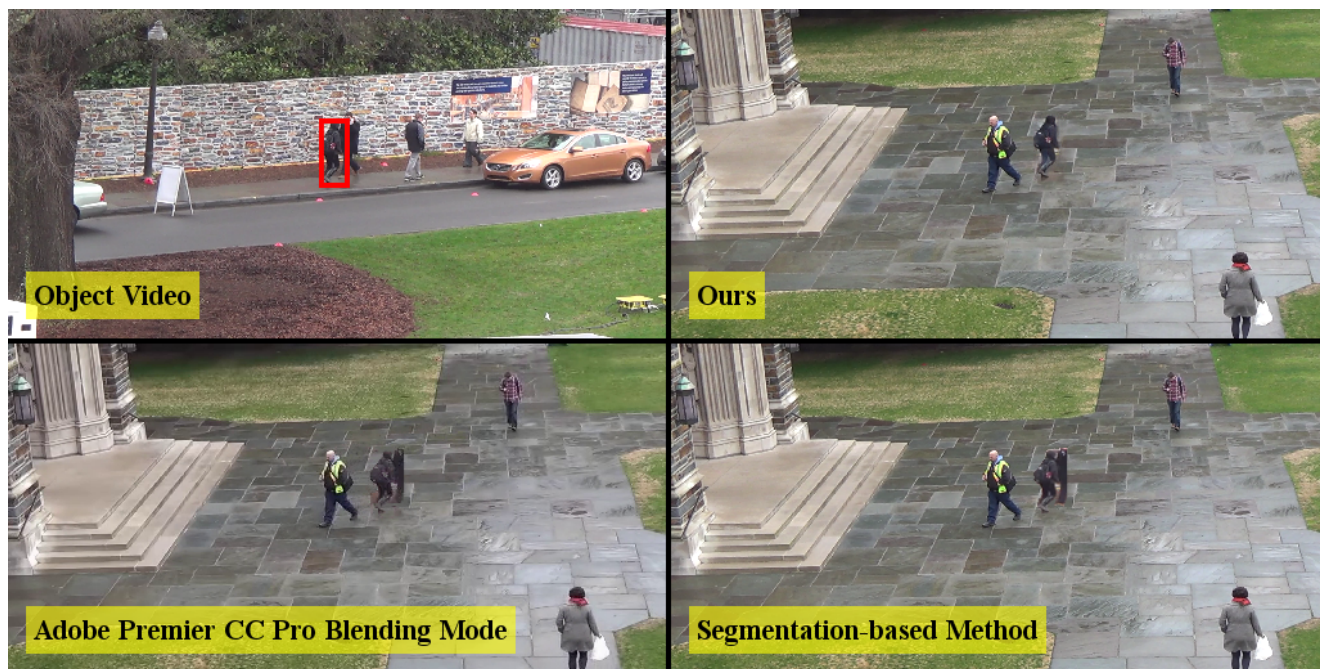 Object Video
Ours
Adobe Premier CC Pro Blending Mode
Segmentation-based Method